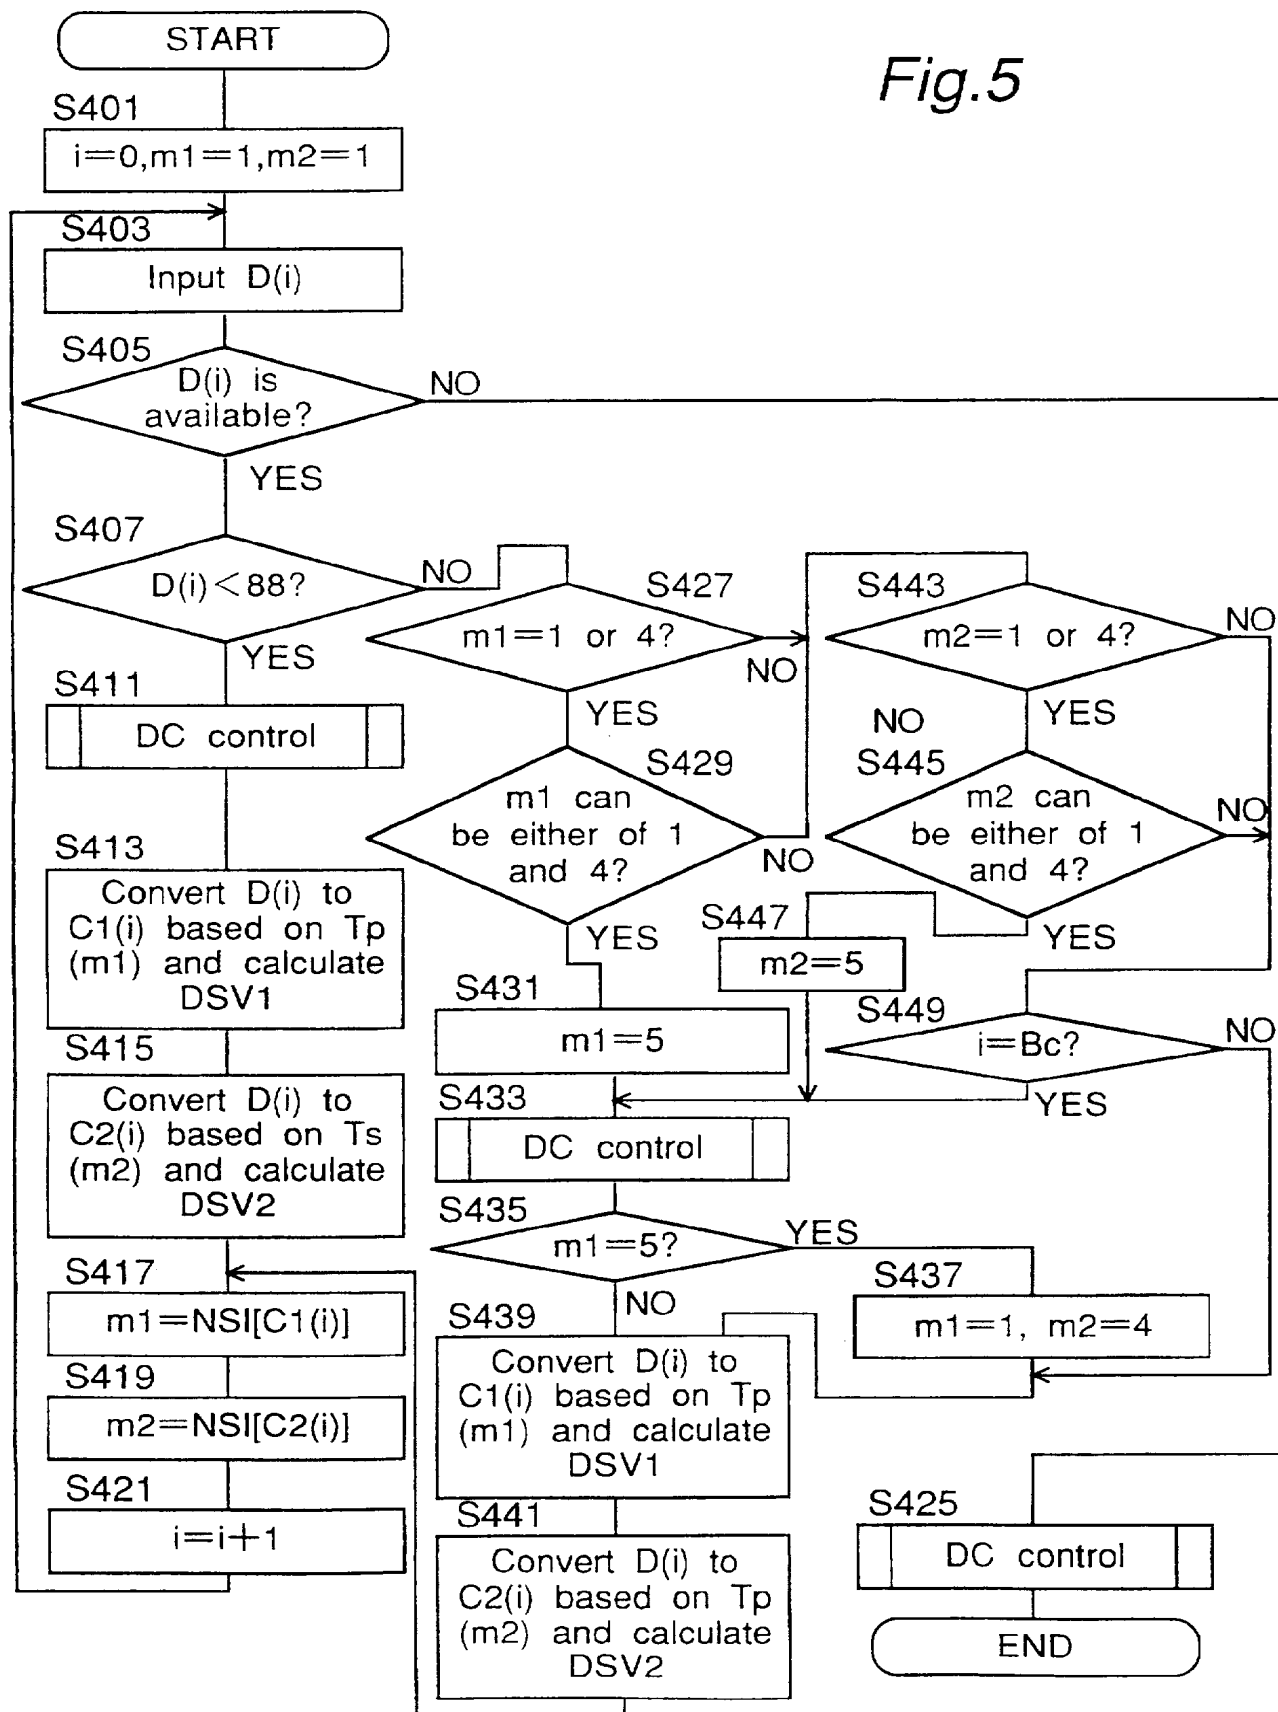 START
Fig.5
S401
i=0,m1=1,m2=1
S403
Input D(i)
S405
D(i) is
available?
NO
YES
S407
D(i)<88?
NO
YES
S427
m1=1 or 4?
NO
YES
S443
m2=1 or 4?
NO
YES
S411
DC control
S429
m1 can
be either of 1
and 4?
NO
YES
NO
S445
m2 can
be either of 1
and 4?
NO
YES
S413
Convert D(i) to
C1(i) based on Tp
(m1) and calculate
DSV1
S447
m2=5
S431
m1=5
S449
i=Bc?
NO
YES
S415
Convert D(i) to
C2(i) based on Ts
(m2) and calculate
DSV2
S433
DC control
S435
m1=5?
YES
NO
S437
m1=1, m2=4
S417
m1=NSI[C1(i)]
S439
Convert D(i) to
C1(i) based on Tp
(m1) and calculate
DSV1
S419
m2=NSI[C2(i)]
S421
i=i+1
S441
Convert D(i) to
C2(i) based on Tp
(m2) and calculate
DSV2
S425
DC control
END